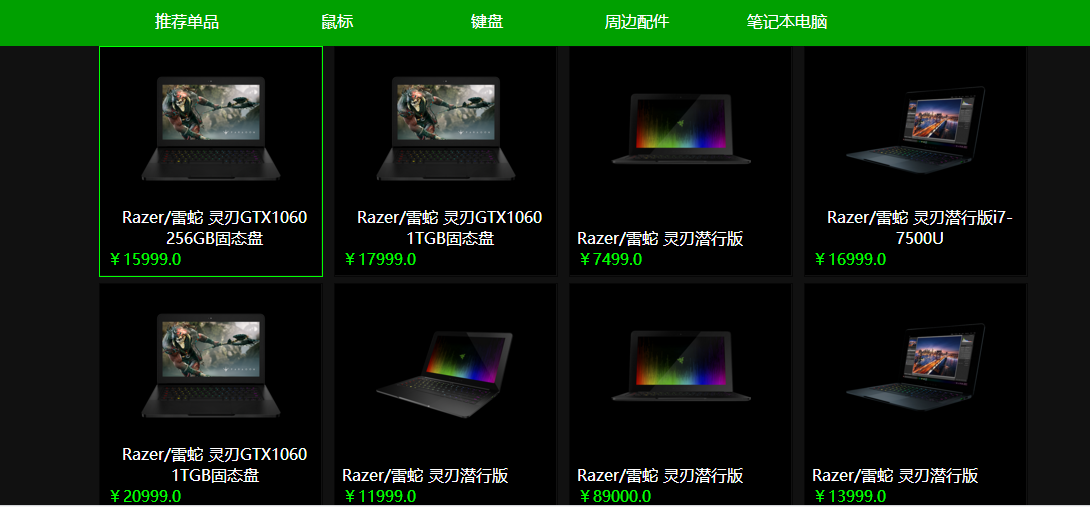 推荐单品 鼠标 键盘 周边配件 笔记本电脑
Razer/雷蛇 灵刃GTX1060
256GB固态盘
￥15999.0
Razer/雷蛇 灵刃GTX1060
1TGB固态盘
￥17999.0
Razer/雷蛇 灵刃潜行版
￥7499.0
Razer/雷蛇 灵刃潜行版i7-
7500U
￥16999.0
Razer/雷蛇 灵刃GTX1060
1TGB固态盘
￥20999.0
Razer/雷蛇 灵刃潜行版
￥11999.0
Razer/雷蛇 灵刃潜行版
￥89000.0
Razer/雷蛇 灵刃潜行版
￥13999.0